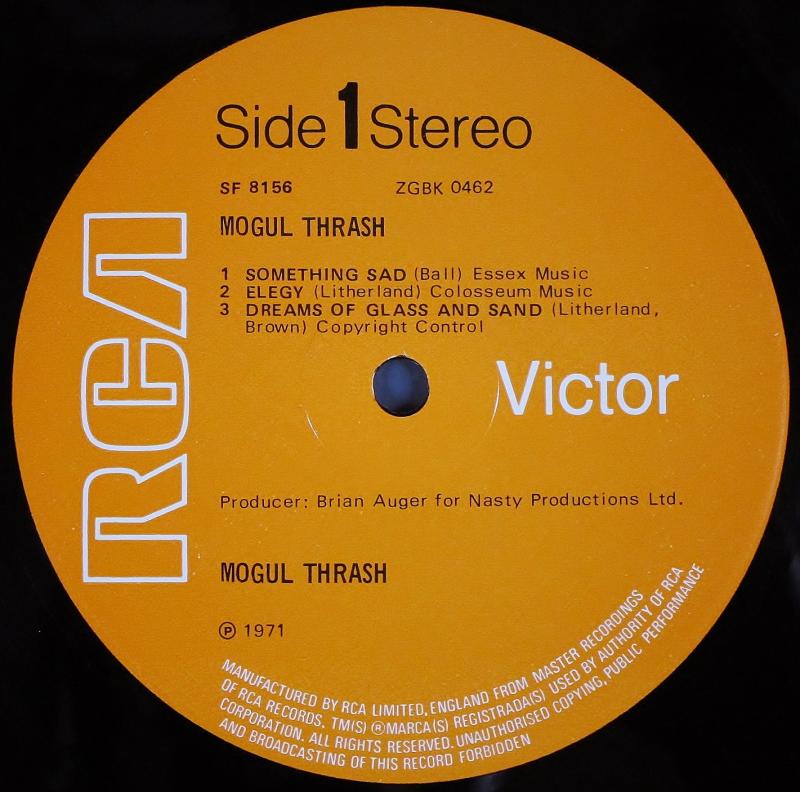 Side 1 Stereo
SF 8156 ZGBK 0462
MOGUL THRASH
1 SOMETHING SAD (Ball) Essex Music
2 ELEGY (Litherland) Colosseum Music
3 DREAMS OF GLASS AND SAND (Litherland,
Brown) Copyright Control
RCA
Victor
Producer: Brian Auger for Nasty Productions Ltd.
MOGUL THRASH
℗ 1971
MANUFACTURED BY RCA LIMITED, ENGLAND FROM MASTER RECORDINGS
OF RCA RECORDS. TM(S) ® MARCA(S) REGISTRADA(S) USED BY AUTHORITY OF RCA
CORPORATION. ALL RIGHTS RESERVED. UNAUTHORISED COPYING, PUBLIC PERFORMANCE
AND BROADCASTING OF THIS RECORD FORBIDDEN